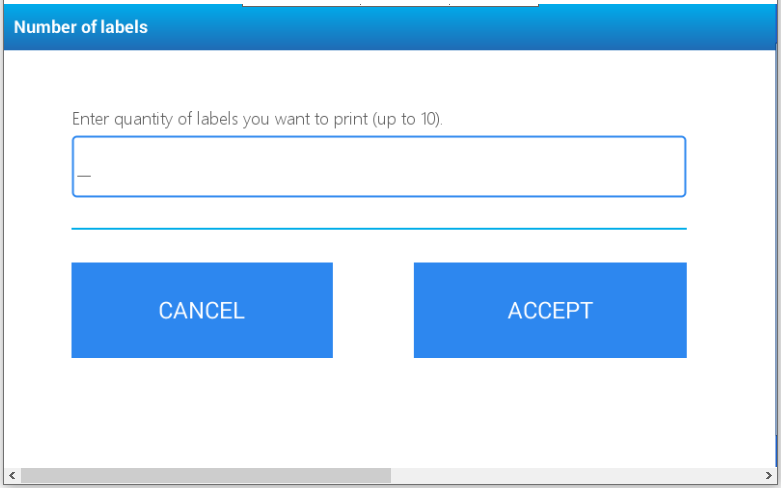 Number of labels
Enter quantity of labels you want to print (up to 10).
CANCEL
ACCEPT